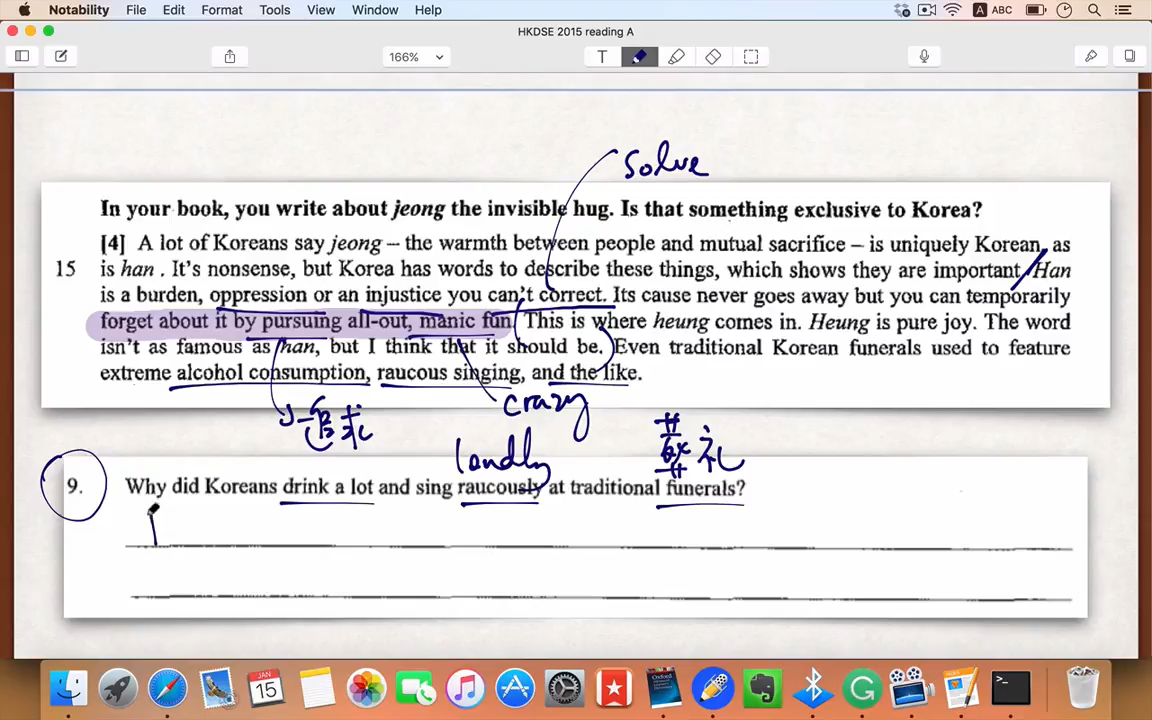 Notability File Edit Format Tools View Window Help ABC
HKDSE 2015 reading A
166% T
solve
In your book, you write about jeong the invisible hug. Is that something exclusive to Korea?
[4] A lot of Koreans say jeong – the warmth between people and mutual sacrifice – is uniquely Korean, as
15 is han . It's nonsense, but Korea has words to describe these things, which shows they are important. Han
is a burden, oppression or an injustice you can't correct. Its cause never goes away but you can temporarily
forget about it by pursuing all-out, manic fun. This is where heung comes in. Heung is pure joy. The word
isn't as famous as han, but I think that it should be. Even traditional Korean funerals used to feature
extreme alcohol consumption, raucous singing, and the like.
追求 crazy
loudly 葬礼
9. Why did Koreans drink a lot and sing raucously at traditional funerals?
JAN
15